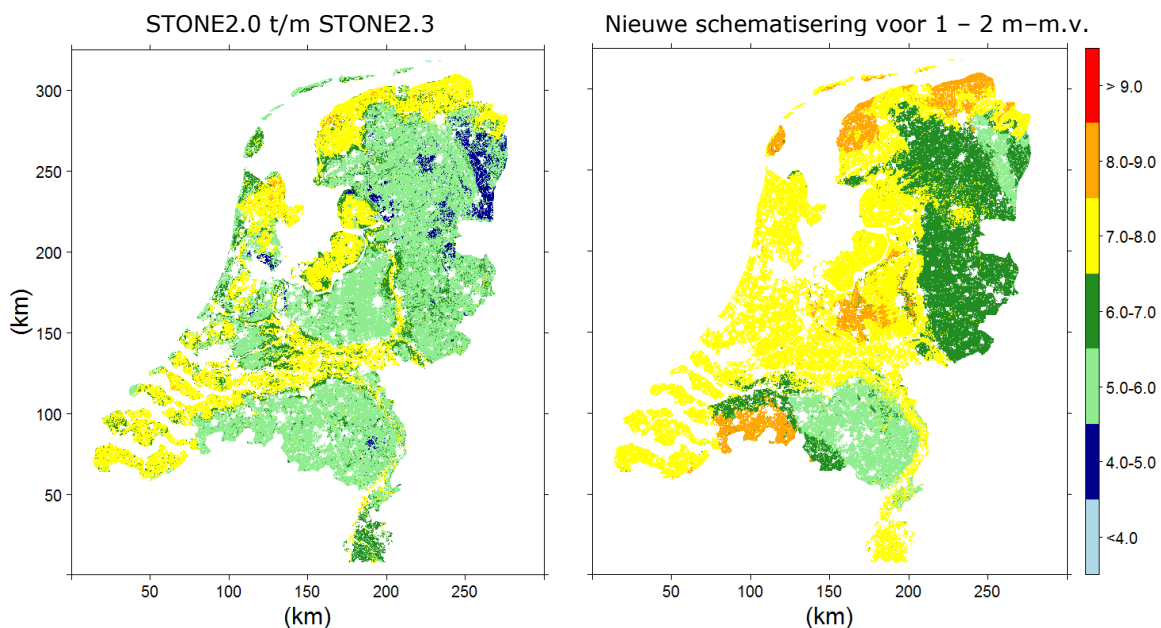 STONE2.0 t/m STONE2.3
Nieuwe schematisering voor 1 – 2 m–m.v.
300
250
200
150
100
50
(km)
50 100 150 200 250
(km)
50 100 150 200 250
(km)
> 9.0
8.0-9.0
7.0-8.0
6.0-7.0
5.0-6.0
4.0-5.0
<4.0